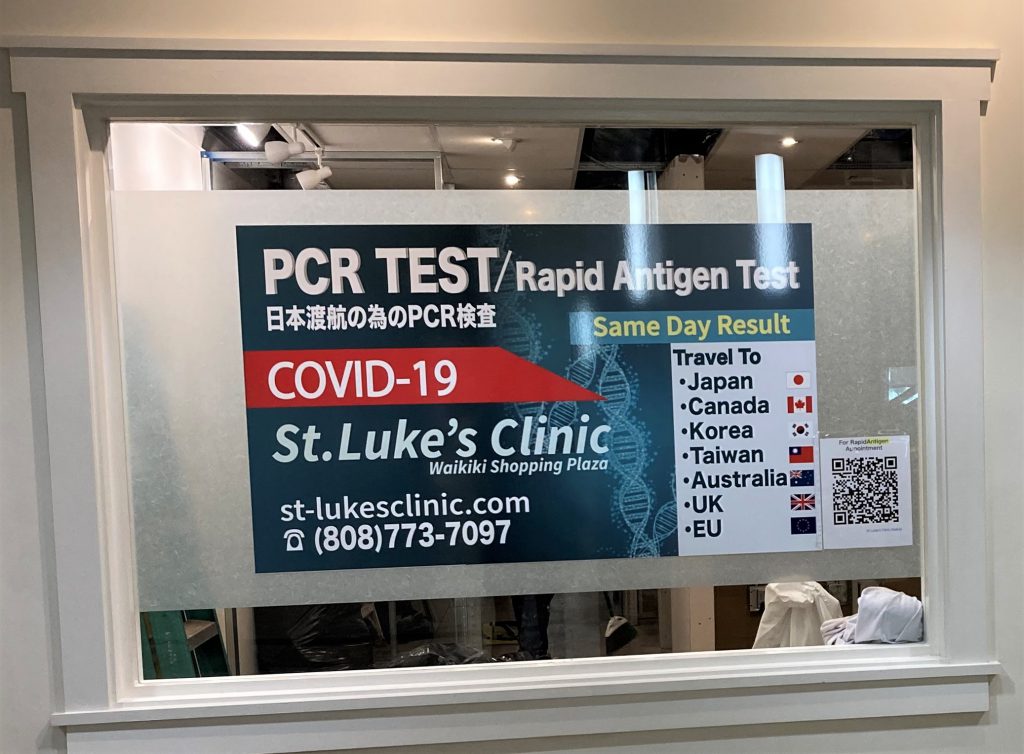 PCR TEST/Rapid Antigen Test
日本渡航の為のPCR検査
Same Day Result
COVID-19
St.Luke's Clinic
Waikiki Shopping Plaza
st-lukesclinic.com
☎ (808)773-7097
Travel To
•Japan
•Canada
•Korea
•Taiwan
•Australia
•UK
•EU
For RapidAntigen
Appointment